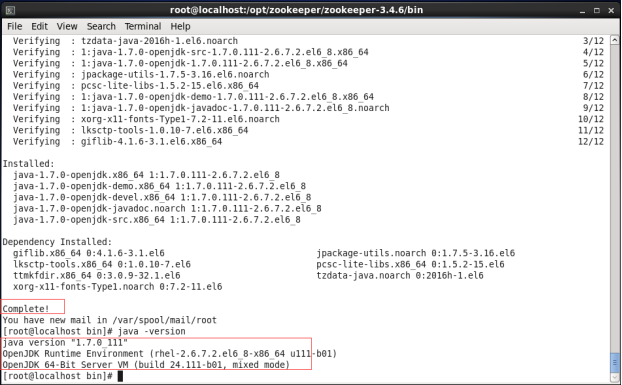 root@localhost:/opt/zookeeper/zookeeper-3.4.6/bin
File Edit View Search Terminal Help
Verifying : tzdata-java-2016h-1.el6.noarch 3/12
Verifying : 1:java-1.7.0-openjdk-src-1.7.0.111-2.6.7.2.el6_8.x86_64 4/12
Verifying : 1:java-1.7.0-openjdk-1.7.0.111-2.6.7.2.el6_8.x86_64 5/12
Verifying : jpackage-utils-1.7.5-3.16.el6.noarch 6/12
Verifying : pcsc-lite-libs-1.5.2-15.el6.x86_64 7/12
Verifying : 1:java-1.7.0-openjdk-demo-1.7.0.111-2.6.7.2.el6_8.x86_64 8/12
Verifying : 1:java-1.7.0-openjdk-javadoc-1.7.0.111-2.6.7.2.el6_8.noarch 9/12
Verifying : xorg-x11-fonts-Type1-7.2-11.el6.noarch 10/12
Verifying : lksctp-tools-1.0.10-7.el6.x86_64 11/12
Verifying : giflib-4.1.6-3.1.el6.x86_64 12/12
Installed:
java-1.7.0-openjdk.x86_64 1:1.7.0.111-2.6.7.2.el6_8
java-1.7.0-openjdk-demo.x86_64 1:1.7.0.111-2.6.7.2.el6_8
java-1.7.0-openjdk-devel.x86_64 1:1.7.0.111-2.6.7.2.el6_8
java-1.7.0-openjdk-javadoc.noarch 1:1.7.0.111-2.6.7.2.el6_8
java-1.7.0-openjdk-src.x86_64 1:1.7.0.111-2.6.7.2.el6_8
Dependency Installed:
giflib.x86_64 0:4.1.6-3.1.el6 jpackage-utils.noarch 0:1.7.5-3.16.el6
lksctp-tools.x86_64 0:1.0.10-7.el6 pcsc-lite-libs.x86_64 0:1.5.2-15.el6
ttmkfdir.x86_64 0:3.0.9-32.1.el6 tzdata-java.noarch 0:2016h-1.el6
xorg-x11-fonts-Type1.noarch 0:7.2-11.el6
Complete!
You have new mail in /var/spool/mail/root
[root@localhost bin]# java -version
java version "1.7.0_111"
OpenJDK Runtime Environment (rhel-2.6.7.2.el6_8-x86_64 u111-b01)
OpenJDK 64-Bit Server VM (build 24.111-b01, mixed mode)
[root@localhost bin]#